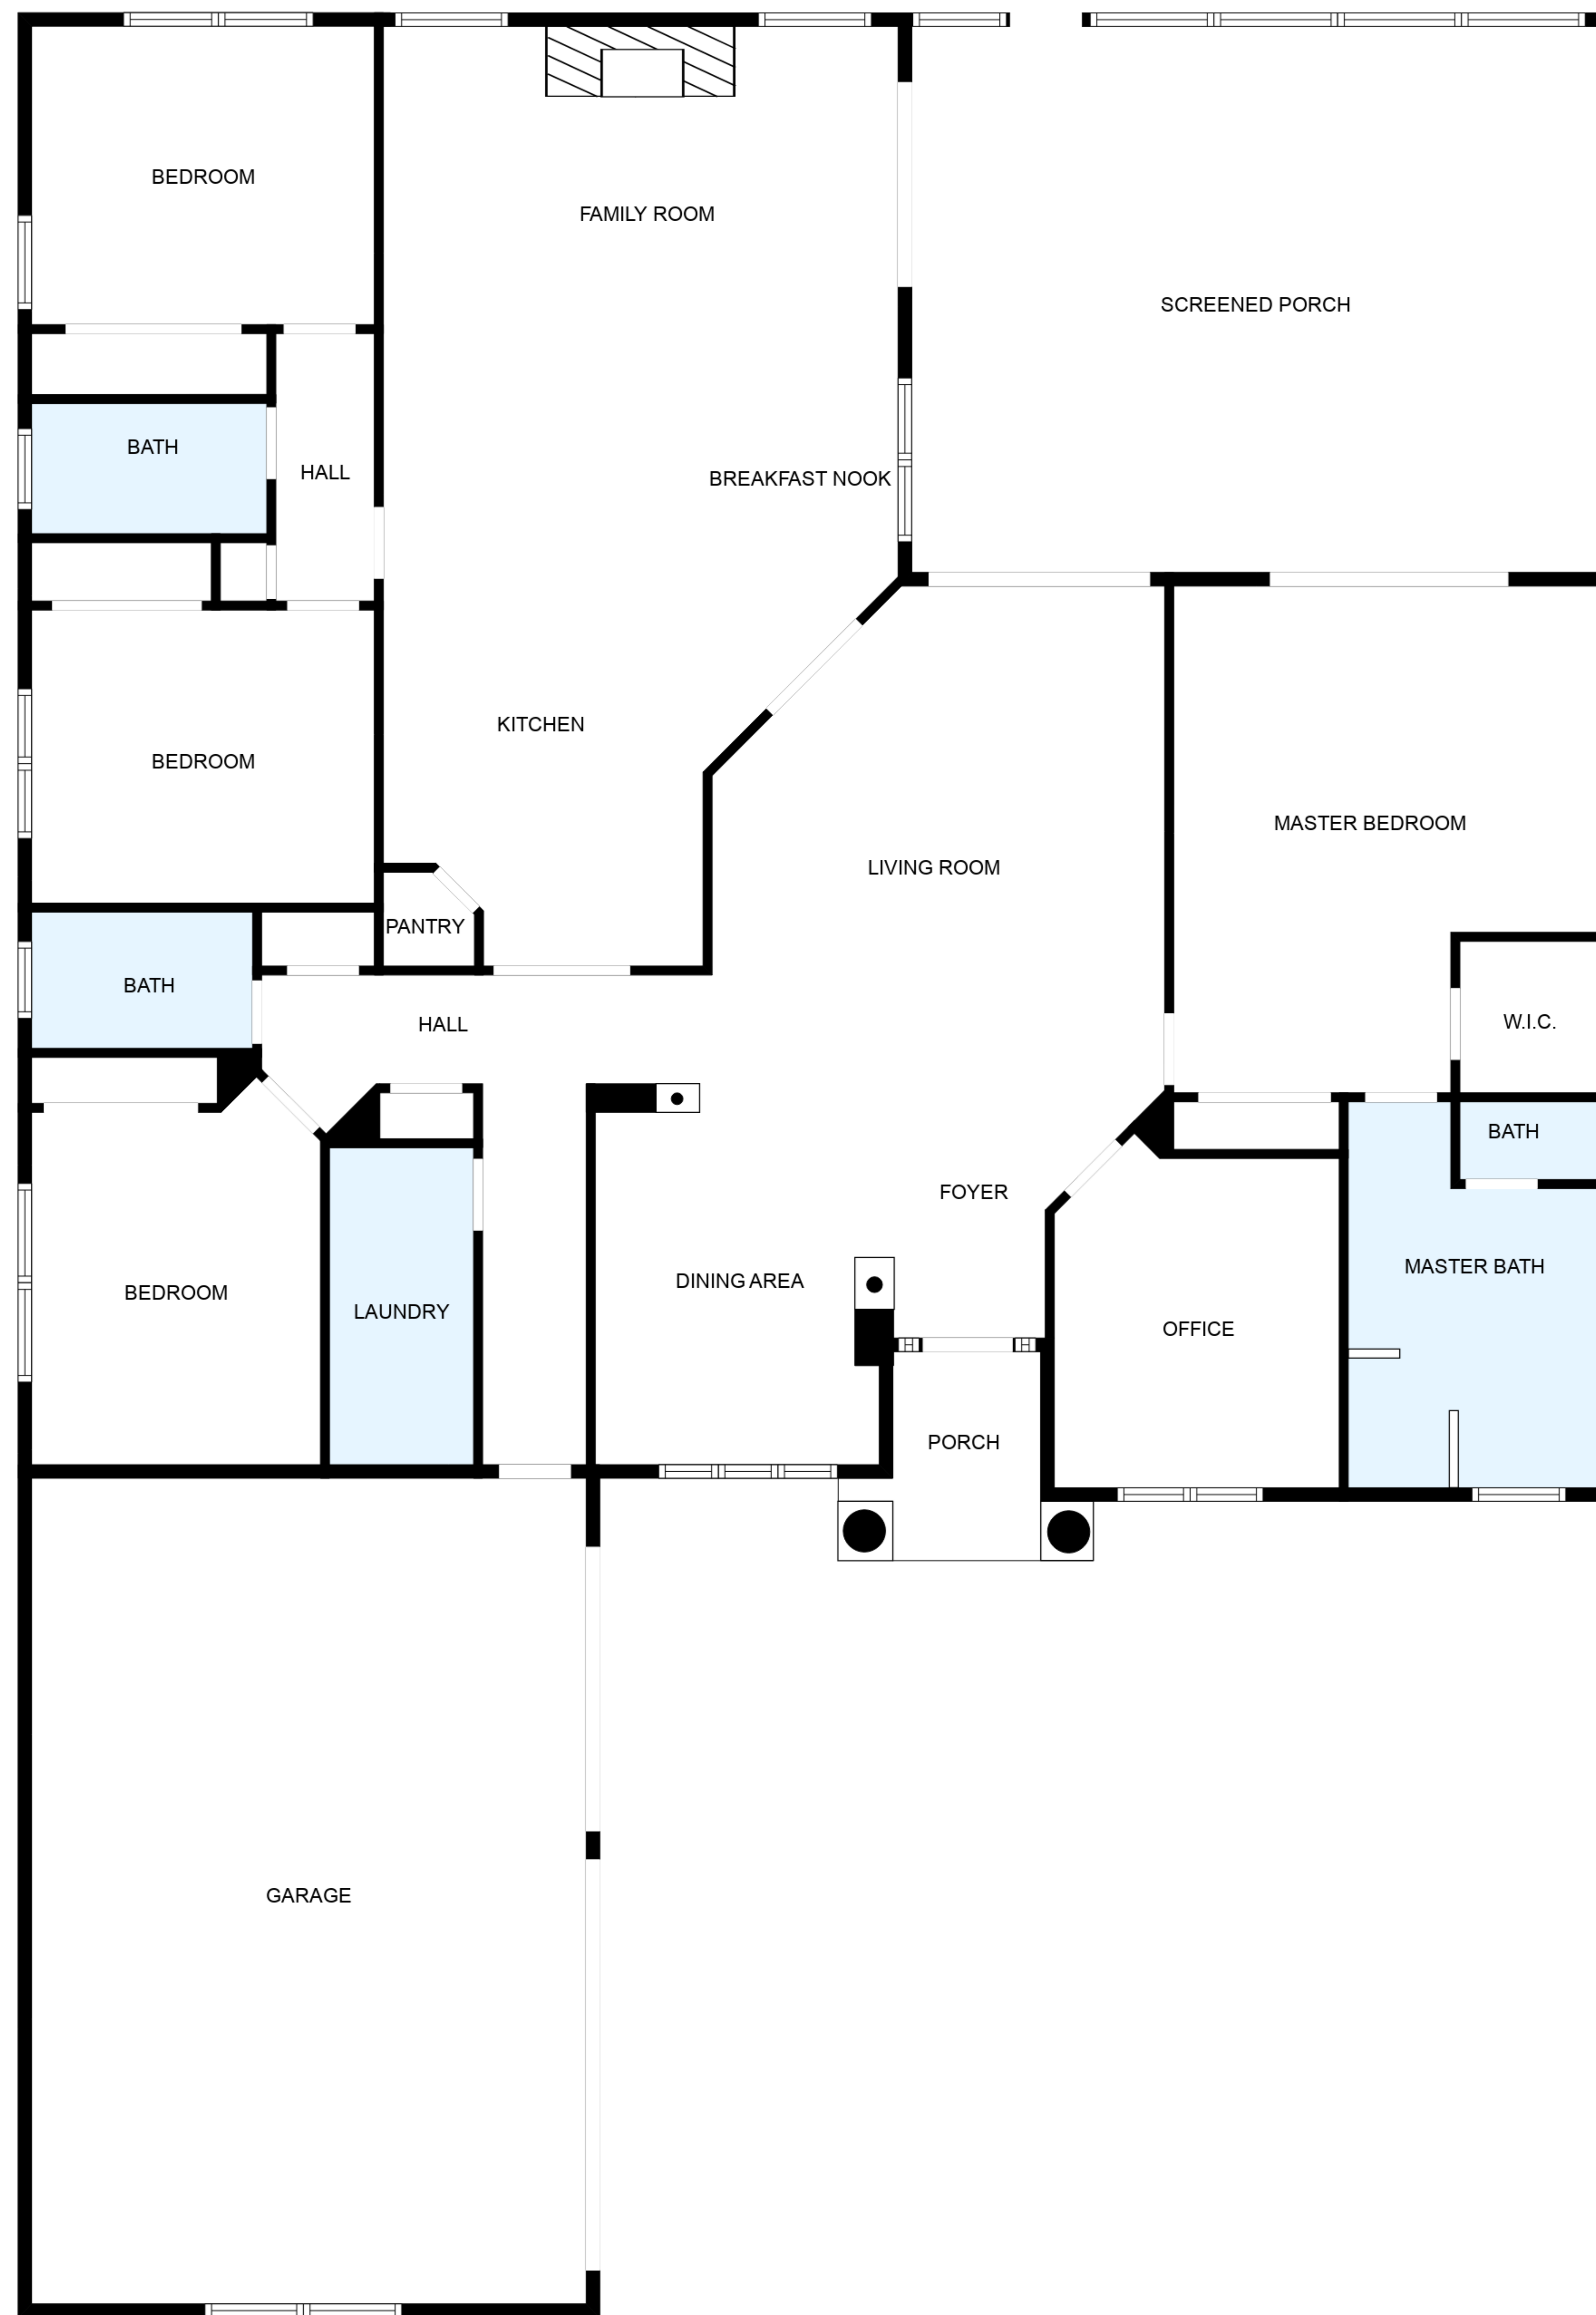 BEDROOM
FAMILY ROOM
SCREENED PORCH
BATH
HALL
BREAKFAST NOOK
KITCHEN
BEDROOM
MASTER BEDROOM
LIVING ROOM
PANTRY
BATH
HALL
W.I.C.
BATH
FOYER
MASTER BATH
DINING AREA
BEDROOM
LAUNDRY
OFFICE
PORCH
GARAGE